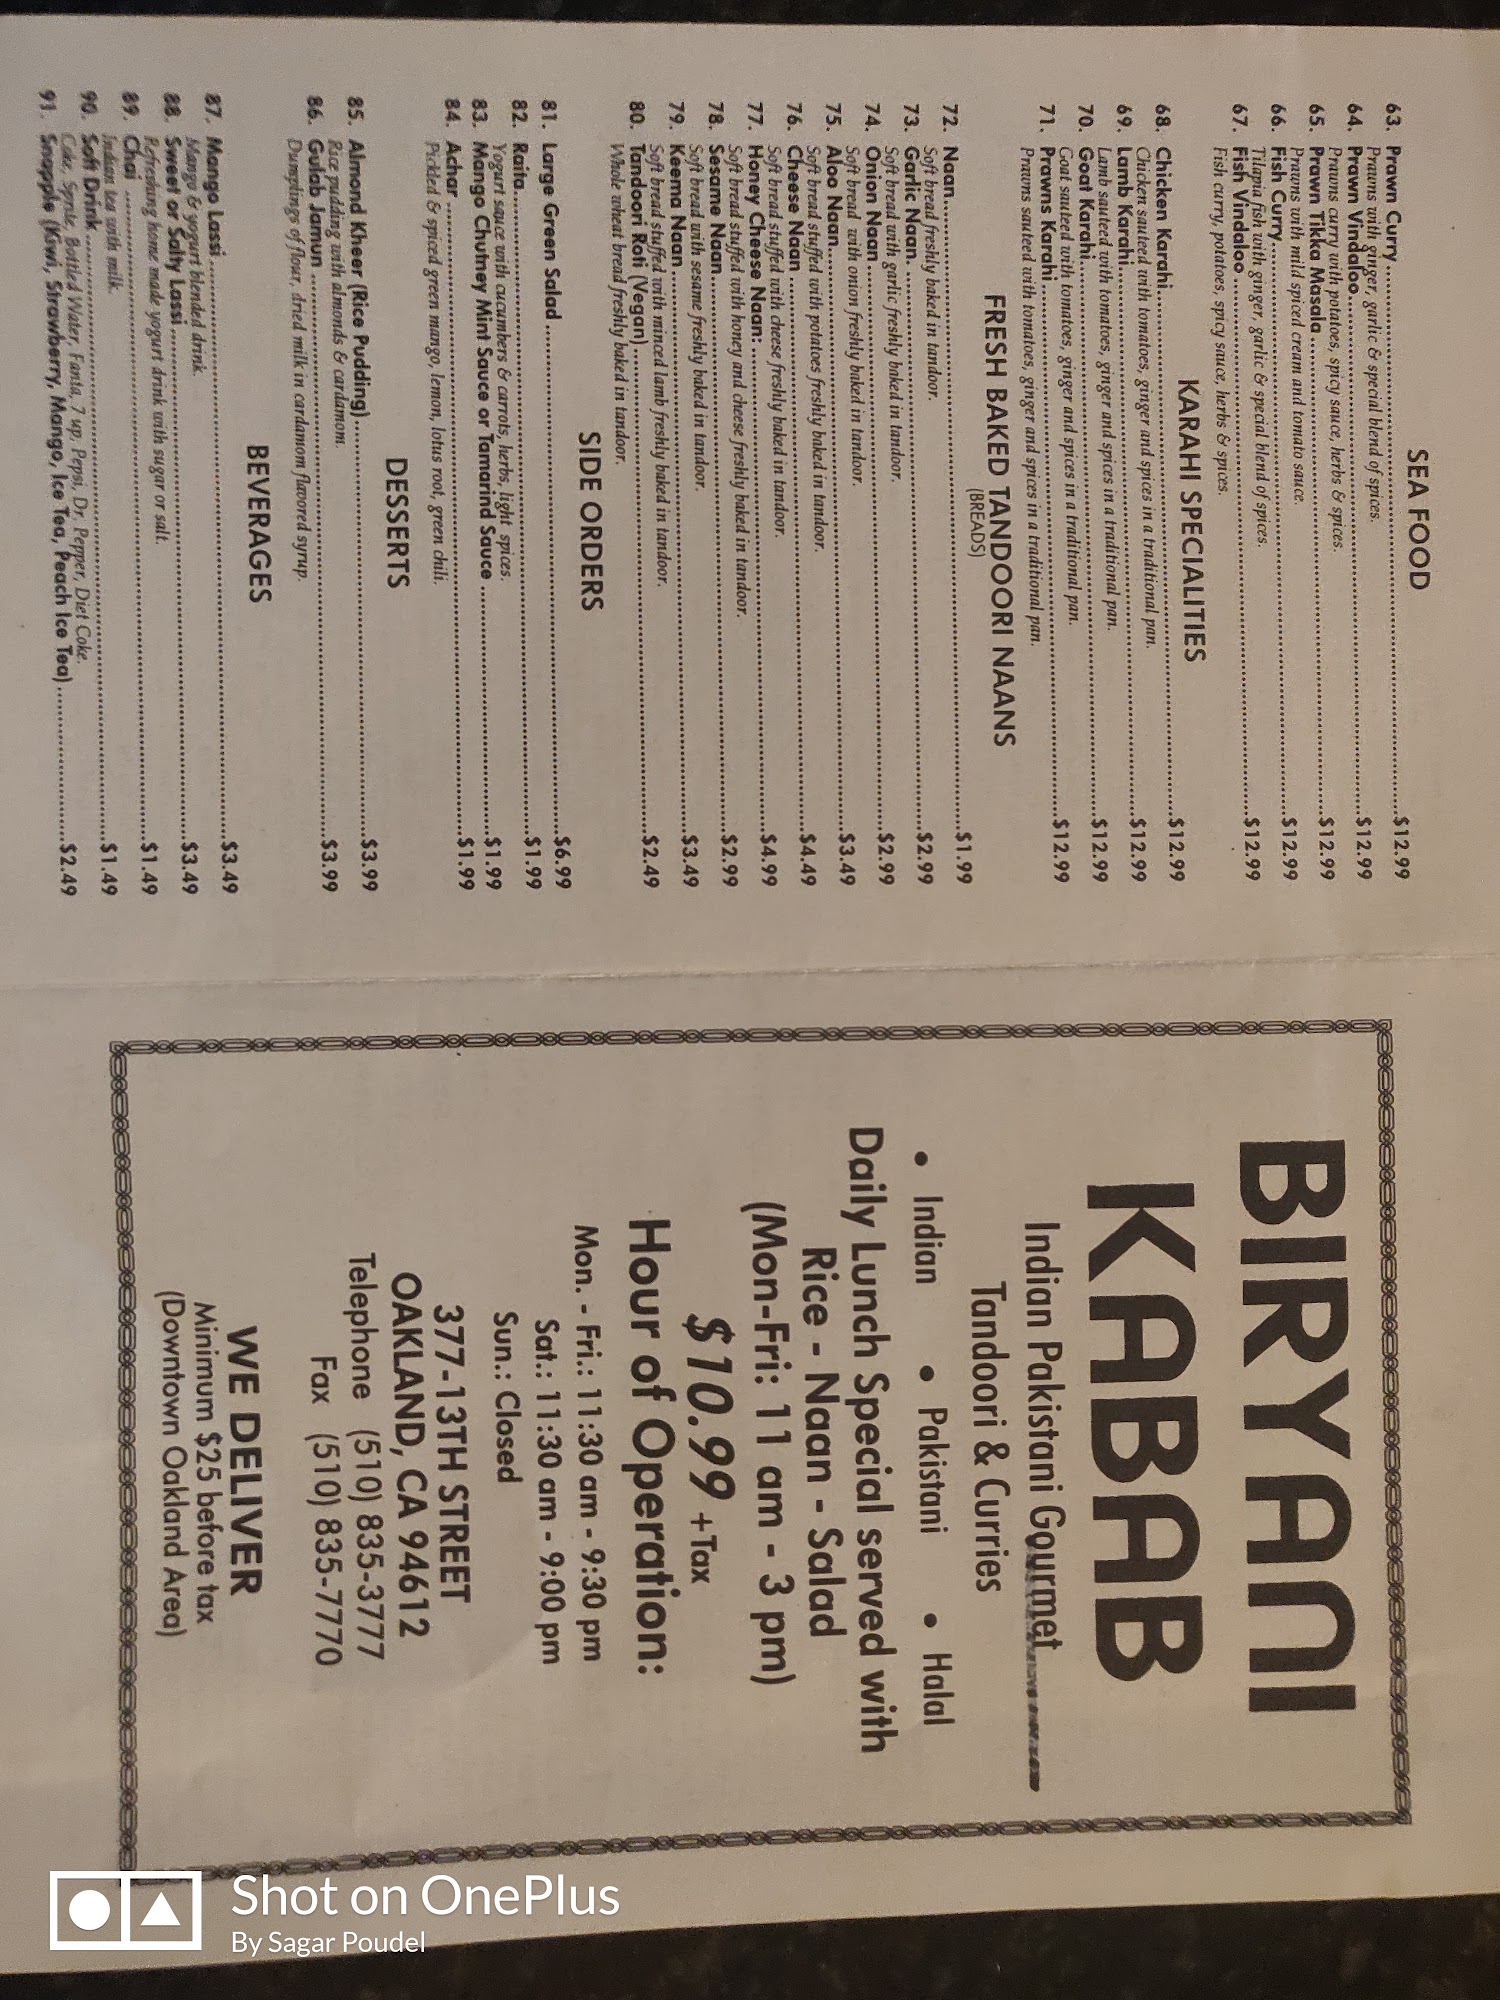 SEA FOOD
63. Prawn Curry ........ $12.99
Prawns with ginger, garlic & special blend of spices.
64. Prawn Vindaloo ........ $12.99
Prawns curry with potatoes, spicy sauce, herbs & spices.
65. Prawn Tikka Masala ........ $12.99
Prawns with mild spiced cream and tomato sauce.
66. Fish Curry ........ $12.99
Tilapia fish with ginger, garlic & special blend of spices.
67. Fish Vindaloo ........ $12.99
Fish curry, potatoes, spicy sauce, herbs & spices.
KARAHI SPECIALITIES
68. Chicken Karahi ........ $12.99
Chicken sauteed with tomatoes, ginger and spices in a traditional pan.
69. Lamb Karahi ........ $12.99
Lamb sauteed with tomatoes, ginger and spices in a traditional pan.
70. Goat Karahi ........ $12.99
Goat sauteed with tomatoes, ginger and spices in a traditional pan.
71. Prawns Karahi ........ $12.99
Prawns sauteed with tomatoes, ginger and spices in a traditional pan.
FRESH BAKED TANDOORI NAANS
(BREADS)
72. Naan ........ $1.99
Soft bread freshly baked in tandoor.
73. Garlic Naan. ........ $2.99
Soft bread with garlic freshly baked in tandoor.
74. Onion Naan ........ $2.99
Soft bread with onion freshly baked in tandoor.
75. Aloo Naan ........ $3.49
Soft bread stuffed with potatoes freshly baked in tandoor.
76. Cheese Naan ........ $4.49
Soft bread stuffed with cheese freshly baked in tandoor.
77. Honey Cheese Naan: ........ $4.99
Soft bread stuffed with honey and cheese freshly baked in tandoor.
78. Sesame Naan ........ $2.99
Soft bread with sesame freshly baked in tandoor.
79. Keema Naan ........ $3.49
Soft bread stuffed with minced lamb freshly baked in tandoor.
80. Tandoori Roti (Vegan) ........ $2.49
Whole wheat bread freshly baked in tandoor.
SIDE ORDERS
81. Large Green Salad ........ $6.99
82. Raita ........ $1.99
Yogurt sauce with cucumbers & carrots, herbs, light spices.
83. Mango Chutney Mint Sauce or Tamarind Sauce ........ $1.99
84. Achar ........ $1.99
Pickled & spiced green mango, lemon, lotus root, green chili.
DESSERTS
85. Almond Kheer (Rice Pudding) ........ $3.99
Rice pudding with almonds & cardamom.
86. Gulab Jamun ........ $3.99
Dumplings of flour, dried milk in cardamom flavored syrup.
BEVERAGES
87. Mango Lassi ........ $3.49
Mango & yogurt blended drink.
88. Sweet or Salty Lassi ........ $3.49
Refreshing home made yogurt drink with sugar or salt.
89. Chai ........ $1.49
Indian tea with milk.
90. Soft Drink ........ $1.49
Coke, Sprite, Bottled Water, Fanta, 7 up, Pepsi, Dr. Pepper, Diet Coke.
91. Snapple (Kiwi, Strawberry, Mango, Ice Tea, Peach Ice Tea) ........ $2.49
BIRYANI
KABAB
Indian Pakistani Gourmet
Tandoori & Curries
• Indian • Pakistani • Halal
Daily Lunch Special served with
Rice - Naan - Salad
(Mon-Fri: 11 am - 3 pm)
$10.99 +Tax
Hour of Operation:
Mon. - Fri.: 11:30 am - 9:30 pm
Sat.: 11:30 am - 9:00 pm
Sun.: Closed
377-13TH STREET
OAKLAND, CA 94612
Telephone (510) 835-3777
Fax (510) 835-7770
WE DELIVER
Minimum $25 before tax
(Downtown Oakland Area)
Shot on OnePlus
By Sagar Poudel